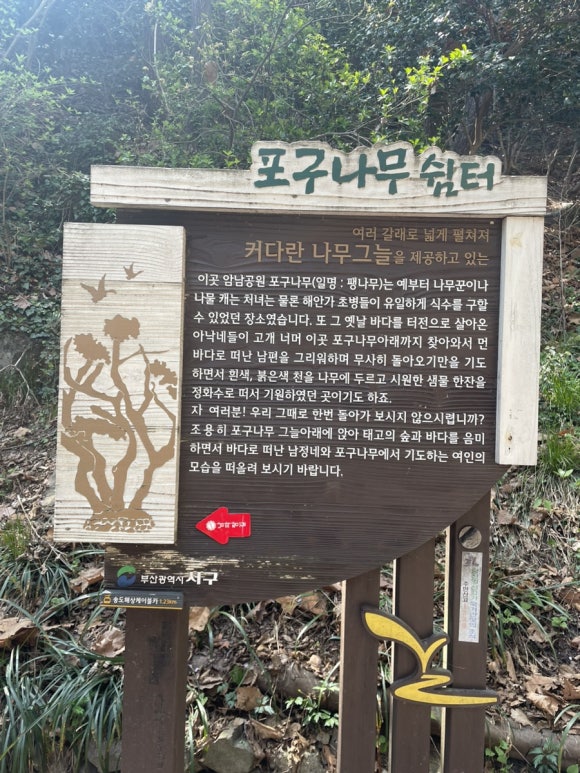 포구나무 쉼터
여러 갈래로 넓게 펼쳐져
커다란 나무그늘을 제공하고 있는
이곳 암남공원 포구나무(일명 : 팽나무)는 예부터 나무꾼이나
나물 캐는 처녀는 물론 해안가 초병들이 유일하게 식수를 구할
수 있었던 장소였습니다. 또 그 옛날 바다를 터전으로 살아온
아낙네들이 고개 너머 이곳 포구나무아래까지 찾아와서 먼
바다로 떠난 남편을 그리워하며 무사히 돌아오기만을 기도
하면서 흰색, 붉은색 천을 나무에 두르고 시원한 샘물 한잔을
정화수로 떠서 기원하였던 곳이기도 하죠.
자 여러분! 우리 그때로 한번 돌아가 보시지 않으시렵니까?
조용히 포구나무 그늘아래에 앉아 태고의 숲과 바다를 음미
하면서 바다로 떠난 남정네와 포구나무에서 기도하는 여인의
모습을 떠올려 보시기 바랍니다.
부산광역시 서구
송도해상케이블카 1.23km